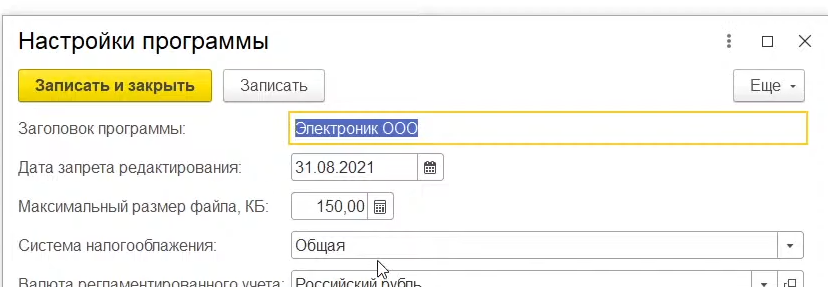 Настройки программы
Записать и закрыть Записать Еще
Заголовок программы: Электроник ООО
Дата запрета редактирования: 31.08.2021
Максимальный размер файла, КБ: 150,00
Система налогообложения: Общая
Валюта регламентированного учета: Российский рубль